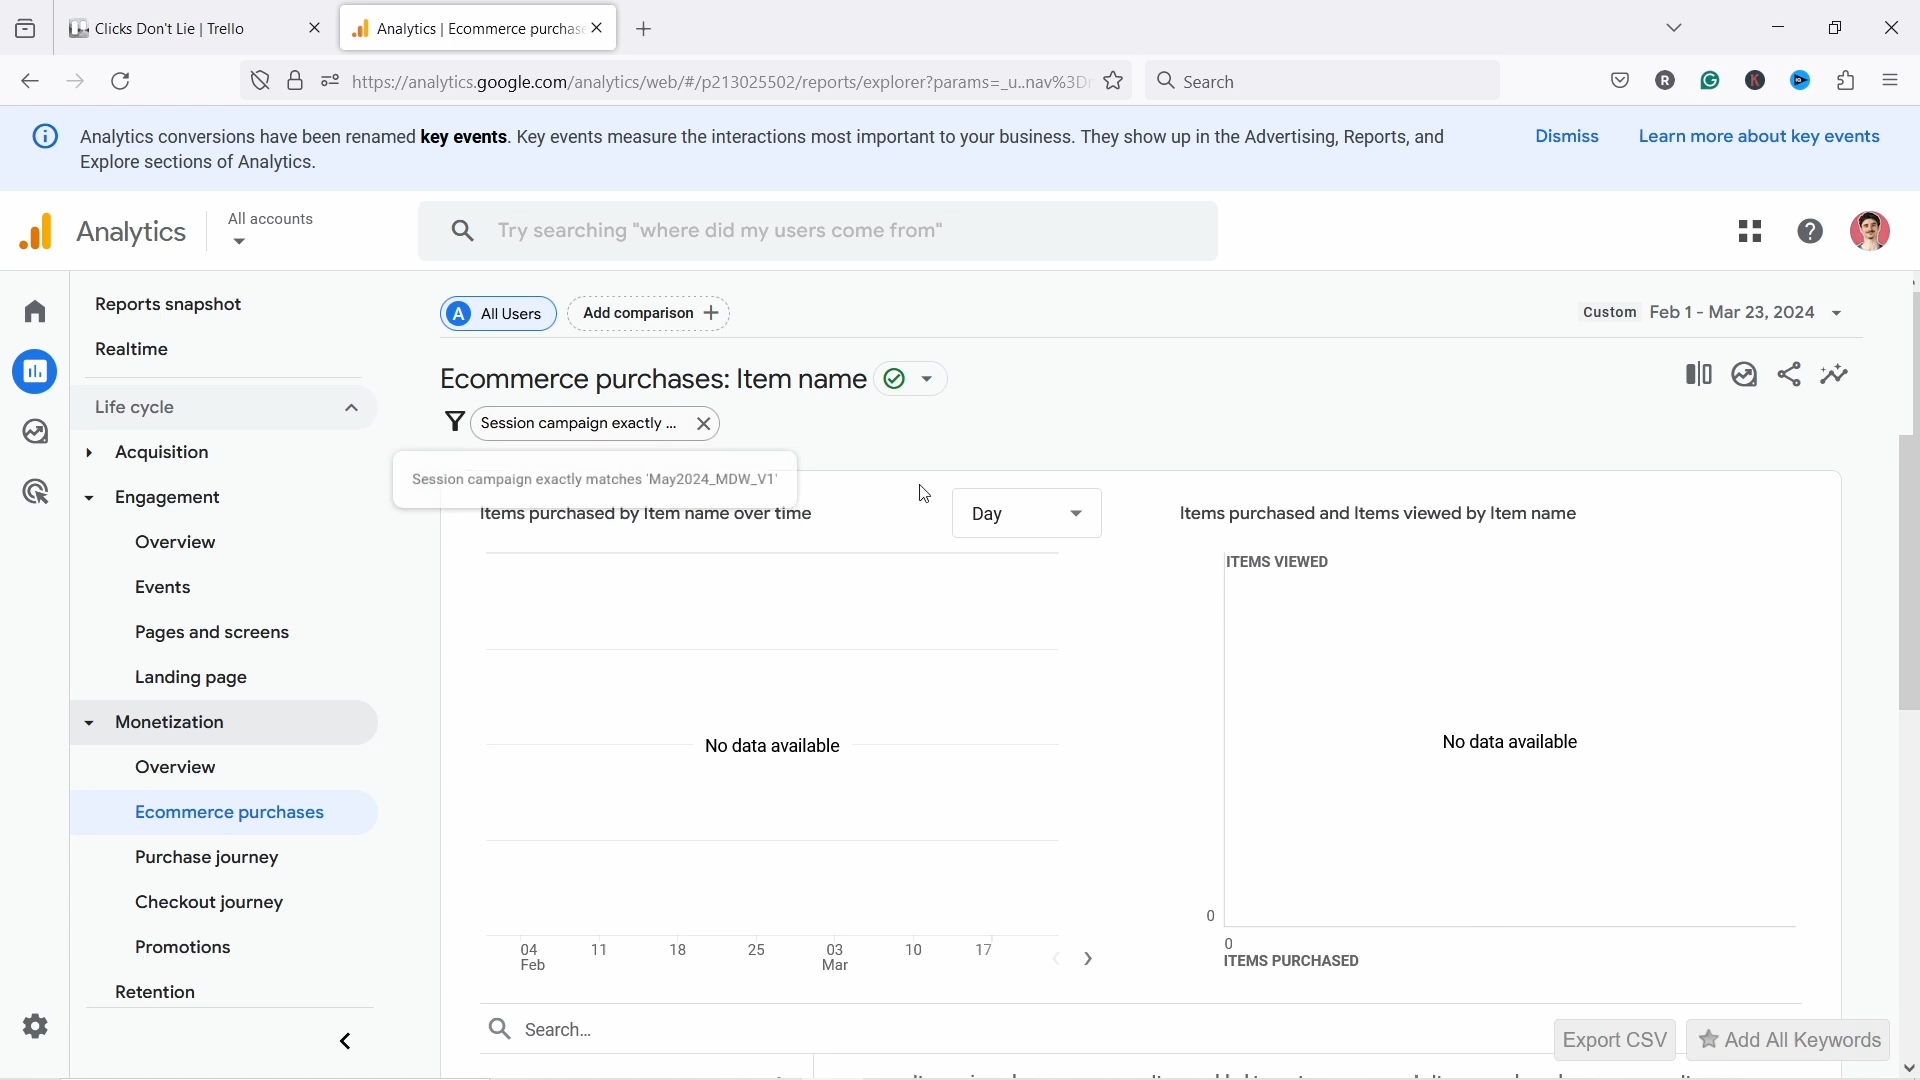 Clicks Don't Lie | Trello
Analytics | Ecommerce purchase
https://analytics.google.com/analytics/web/#/p213025502/reports/explorer?params=_u..nav%3D
Search
Analytics conversions have been renamed key events. Key events measure the interactions most important to your business. They show up in the Advertising, Reports, and
Explore sections of Analytics.
Dismiss
Learn more about key events
Analytics
All accounts
Try searching "where did my users come from"
Reports snapshot
Realtime
Life cycle
Acquisition
Engagement
Overview
Events
Pages and screens
Landing page
Monetization
Overview
Ecommerce purchases
Purchase journey
Checkout journey
Promotions
Retention
A All Users
Add comparison +
Custom Feb 1 - Mar 23, 2024
Ecommerce purchases: Item name
Session campaign exactly ...
Session campaign exactly matches 'May2024_MDW_V1'
Items purchased by Item name over time
Day
No data available
04 11 18 25 03 10 17
Feb Mar
Items purchased and Items viewed by Item name
ITEMS VIEWED
No data available
0
0
ITEMS PURCHASED
Search...
Export CSV
Add All Keywords